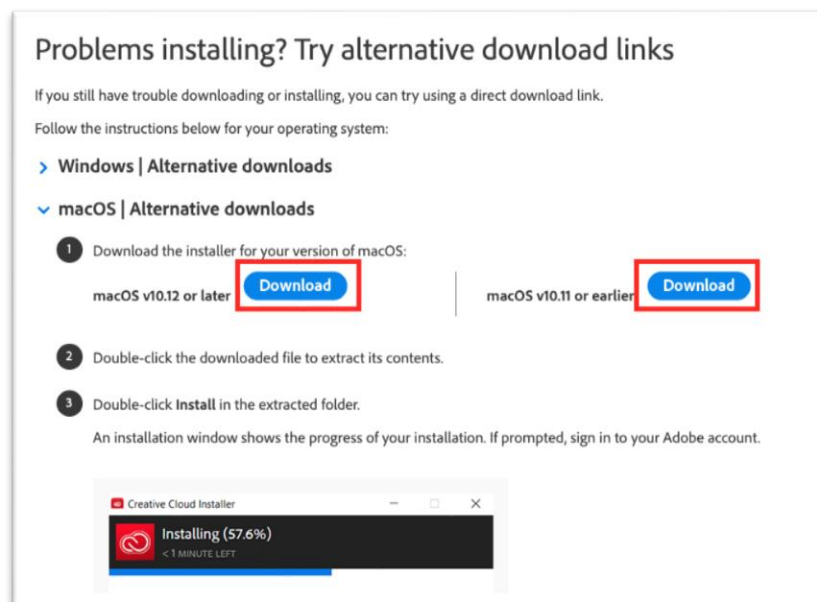 Problems installing? Try alternative download links
If you still have trouble downloading or installing, you can try using a direct download link.
Follow the instructions below for your operating system:
Windows | Alternative downloads
macOS | Alternative downloads
1 Download the installer for your version of macOS:
macOS v10.12 or later Download macOS v10.11 or earlier Download
2 Double-click the downloaded file to extract its contents.
3 Double-click Install in the extracted folder.
An installation window shows the progress of your installation. If prompted, sign in to your Adobe account.
Creative Cloud Installer
Installing (57.6%)
< 1 MINUTE LEFT